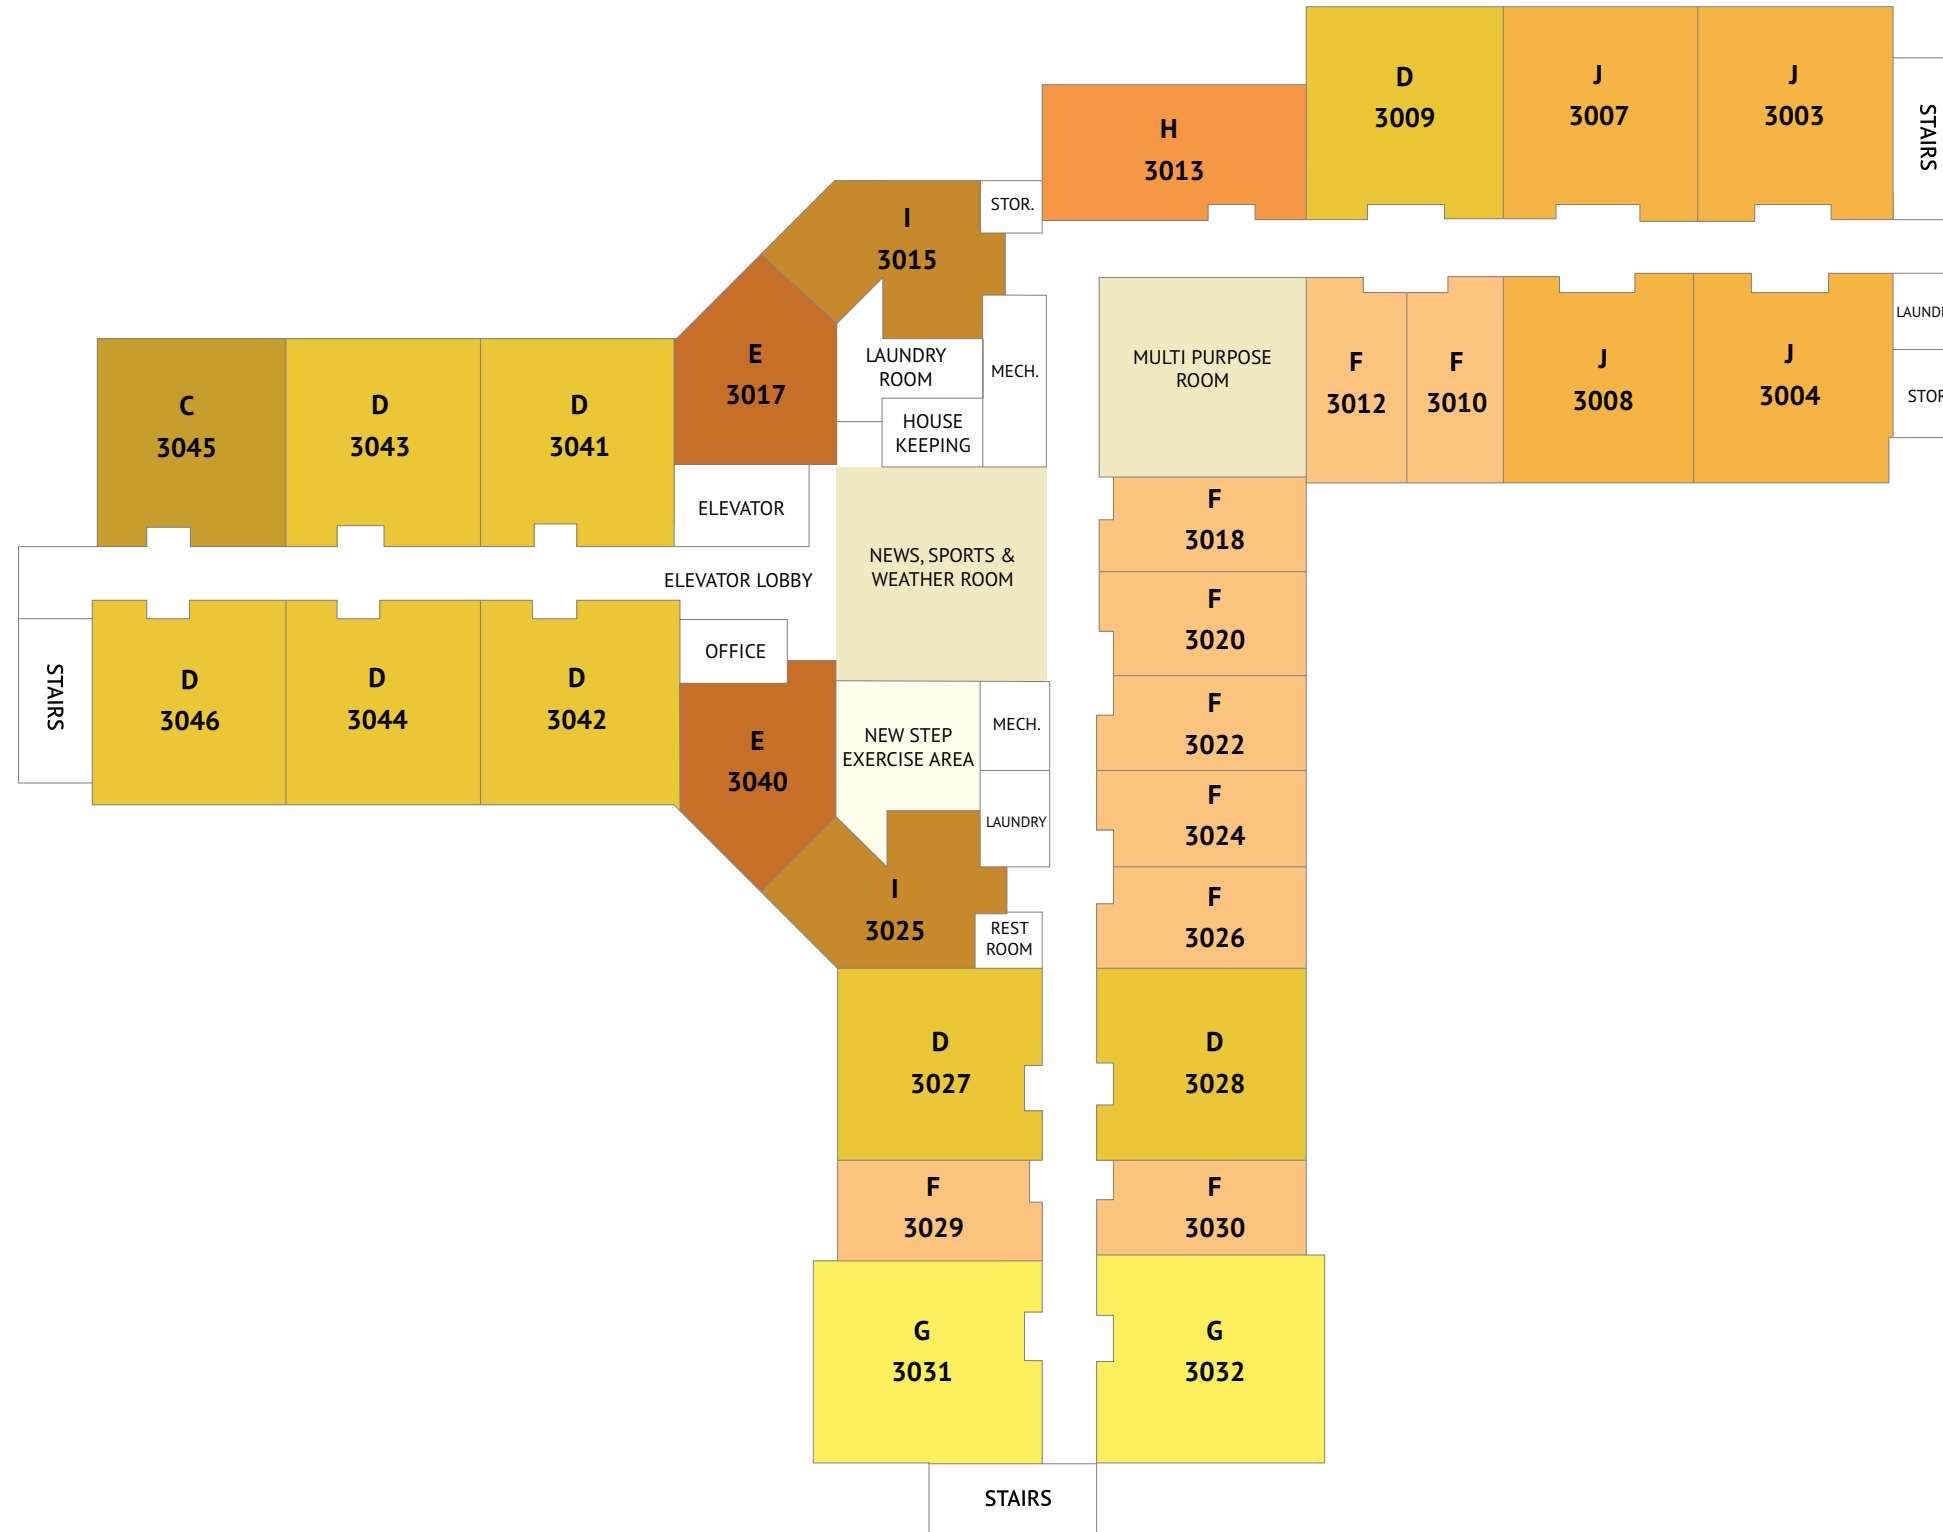 D
3009
J
3007
J
3003
STAIRS
H
3013
STOR.
I
3015
E
3017
LAUNDRY
ROOM
MECH.
HOUSE
KEEPING
MULTI PURPOSE
ROOM
F
3012
F
3010
J
3008
J
3004
LAUND
STOR
C
3045
D
3043
D
3041
ELEVATOR
ELEVATOR LOBBY
NEWS, SPORTS &
WEATHER ROOM
F
3018
F
3020
F
3022
F
3024
F
3026
STAIRS
D
3046
D
3044
D
3042
OFFICE
E
3040
NEW STEP
EXERCISE AREA
MECH.
LAUNDRY
I
3025
REST
ROOM
D
3027
D
3028
F
3029
F
3030
G
3031
G
3032
STAIRS